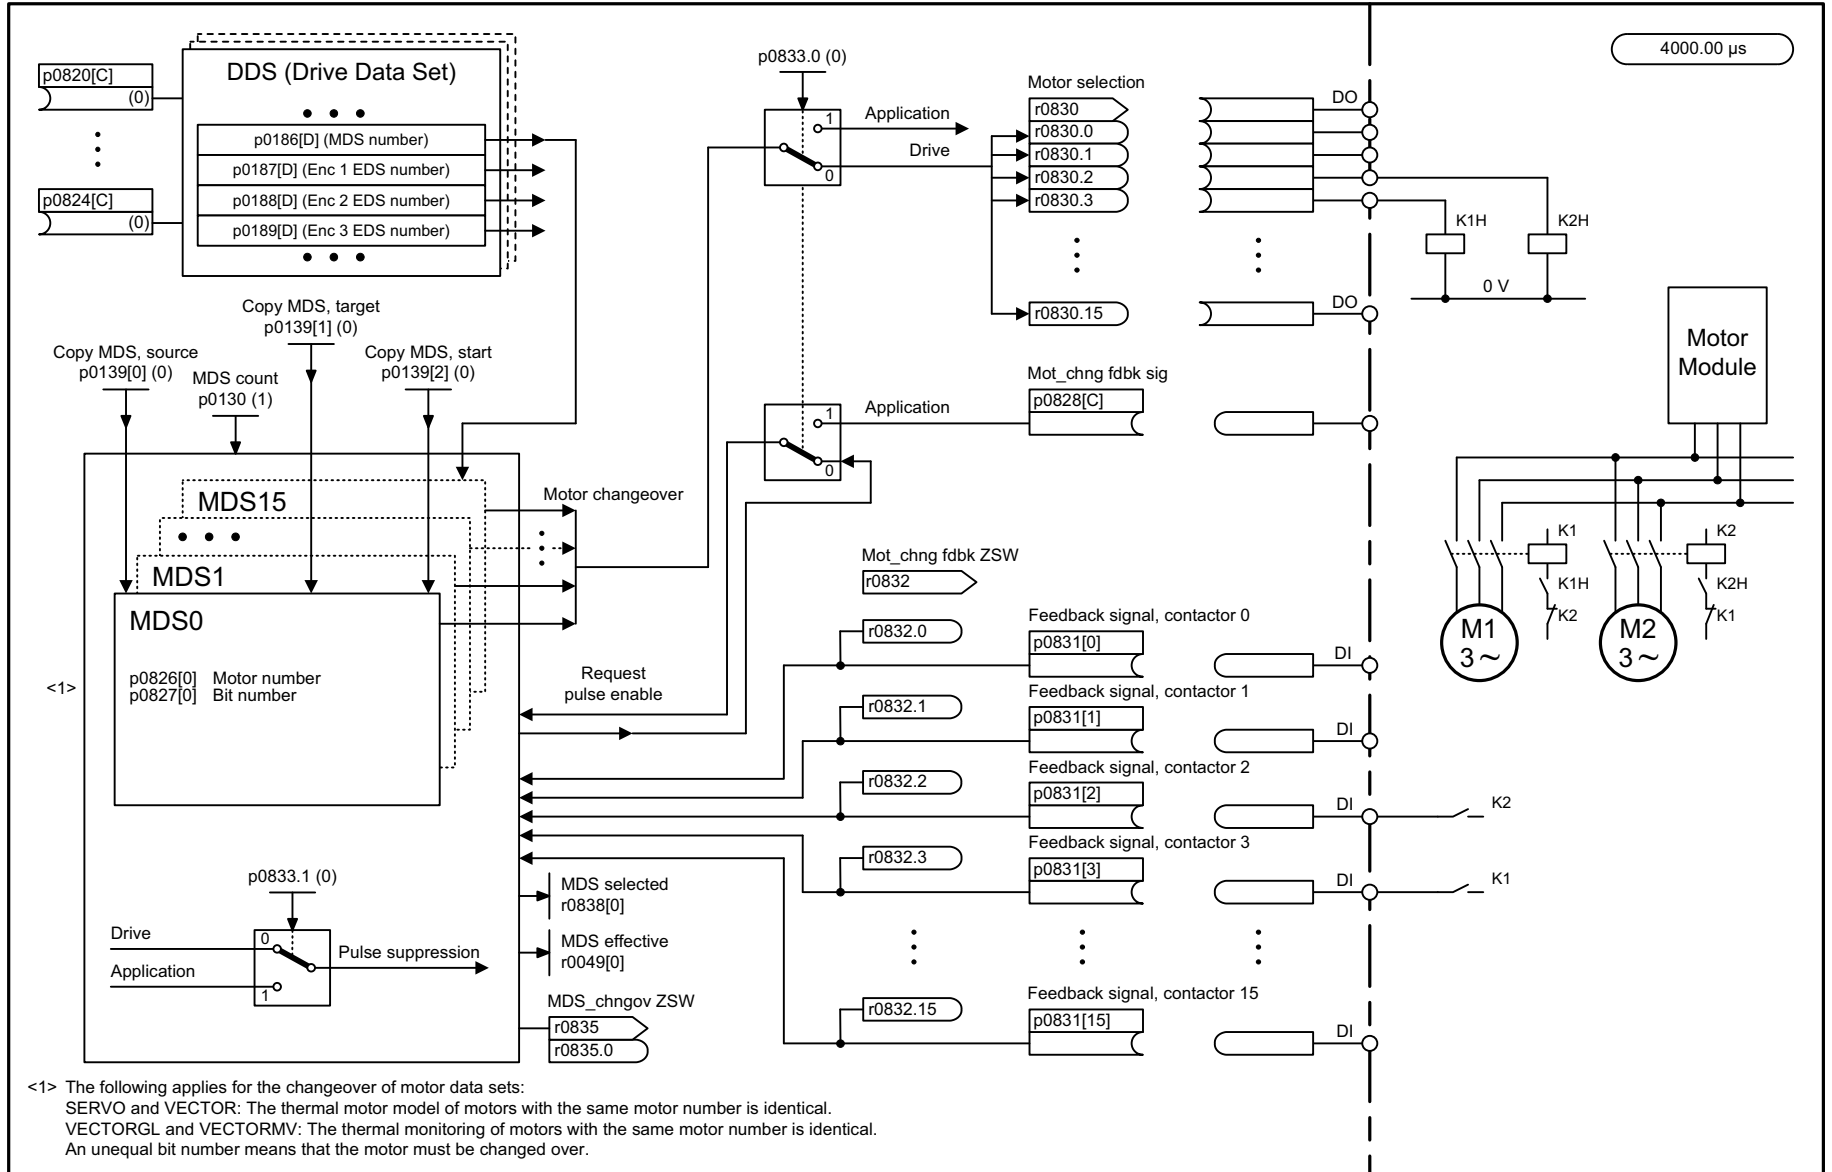 4000.00 µs
p0820[C]
(0)
p0824[C]
(0)
DDS (Drive Data Set)
p0186[D] (MDS number)
p0187[D] (Enc 1 EDS number)
p0188[D] (Enc 2 EDS number)
p0189[D] (Enc 3 EDS number)
p0833.0 (0)
1
0
Application
Drive
Motor selection
r0830
r0830.0
r0830.1
r0830.2
r0830.3
r0830.15
DO
DO
K1H
K2H
0 V
Motor
Module
Copy MDS, target
p0139[1] (0)
Copy MDS, source
p0139[0] (0)
MDS count
p0130 (1)
Copy MDS, start
p0139[2] (0)
1
0
Application
Mot_chng fdbk sig
p0828[C]
MDS15
MDS1
MDS0
p0826[0] Motor number
p0827[0] Bit number
<1>
Motor changeover
Request
pulse enable
Mot_chng fdbk ZSW
r0832
r0832.0
Feedback signal, contactor 0
p0831[0]
DI
r0832.1
Feedback signal, contactor 1
p0831[1]
DI
r0832.2
Feedback signal, contactor 2
p0831[2]
DI
K2
r0832.3
Feedback signal, contactor 3
p0831[3]
DI
K1
r0832.15
Feedback signal, contactor 15
p0831[15]
DI
K1
K1H
K2
K2
K2H
K1
M1
3 ~
M2
3 ~
p0833.1 (0)
Drive
0
Application
1
Pulse suppression
MDS selected
r0838[0]
MDS effective
r0049[0]
MDS_chngov ZSW
r0835
r0835.0
<1> The following applies for the changeover of motor data sets:
SERVO and VECTOR: The thermal motor model of motors with the same motor number is identical.
VECTORGL and VECTORMV: The thermal monitoring of motors with the same motor number is identical.
An unequal bit number means that the motor must be changed over.